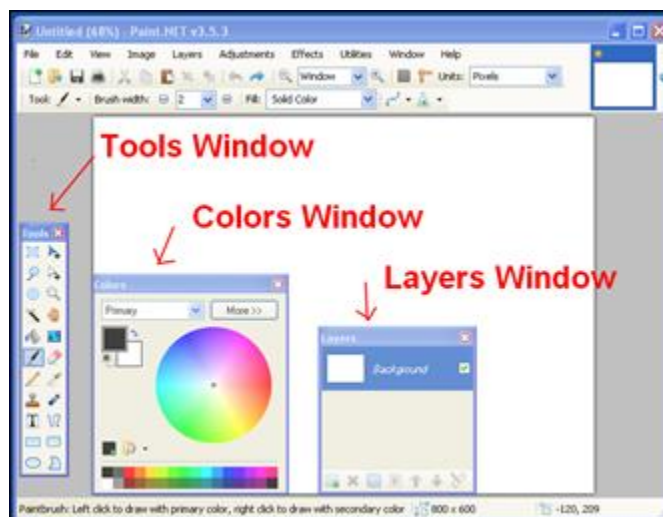 Untitled (48%) - Paint.NET v3.5.3
File Edit View Image Layers Adjustments Effects Utilities Window Help
Window Units: Pixels
Tool: Brush width: 2 Fill: Solid Color
Tools Window
Colors Window
Layers Window
Tools
Colors
Primary More >>
Layers
Background
Paintbrush: Left click to draw with primary color, right click to draw with secondary color 800 x 600 -120, 209